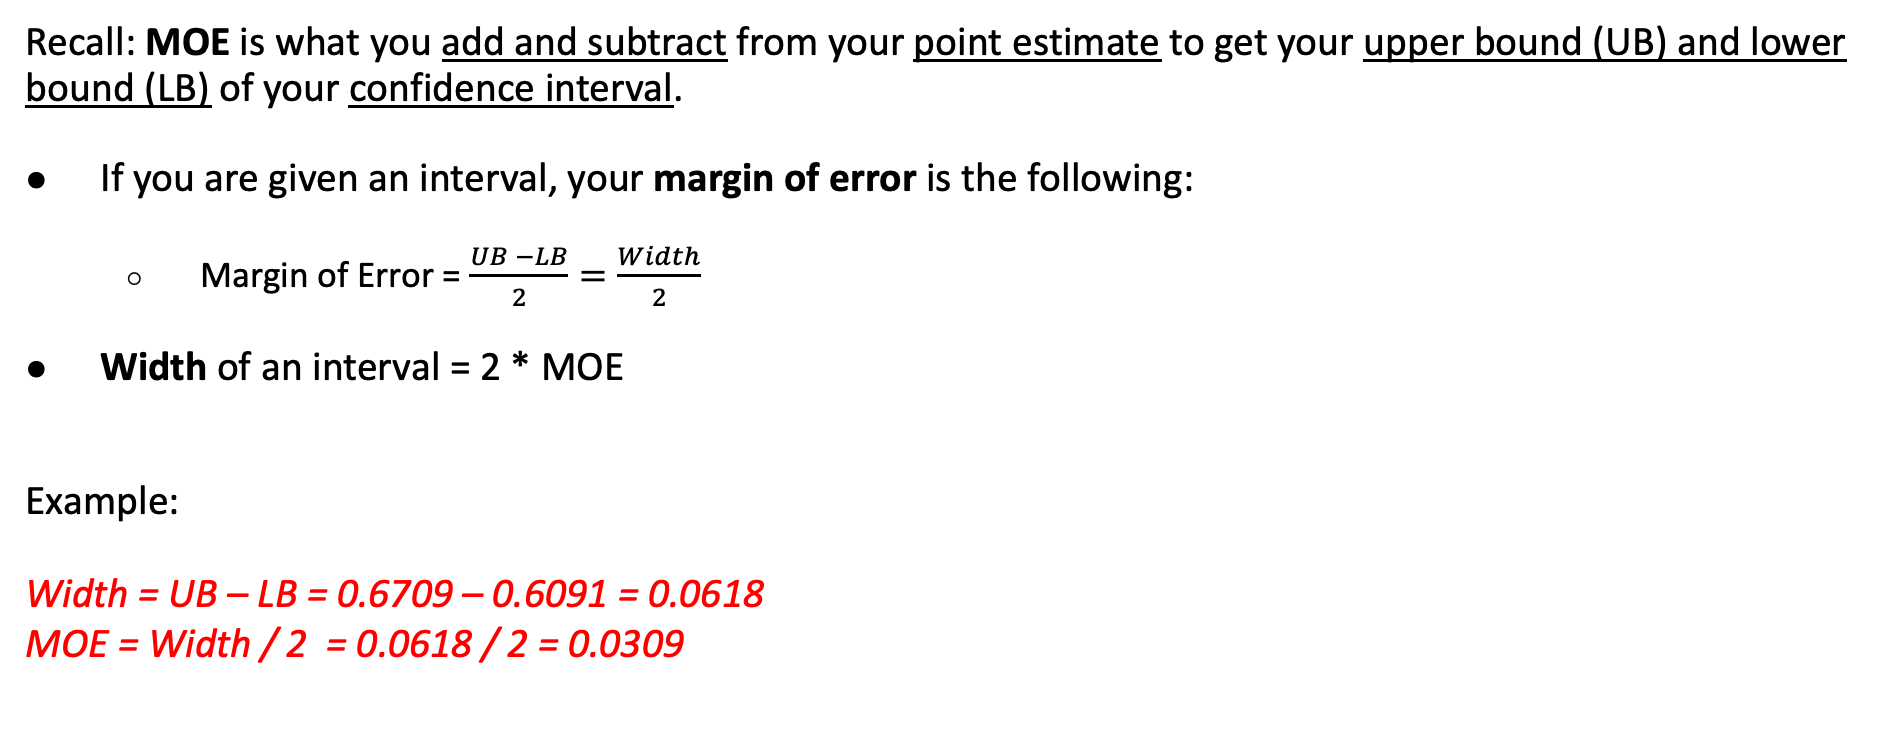 Recall: MOE is what you add and subtract from your point estimate to get your upper bound (UB) and lower
bound (LB) of your confidence interval.
● If you are given an interval, your margin of error is the following:
○ Margin of Error = \frac{UB −LB}{2} = \frac{Width}{2}
● Width of an interval = 2 * MOE
Example:
Width = UB – LB = 0.6709 – 0.6091 = 0.0618
MOE = Width / 2 = 0.0618 / 2 = 0.0309